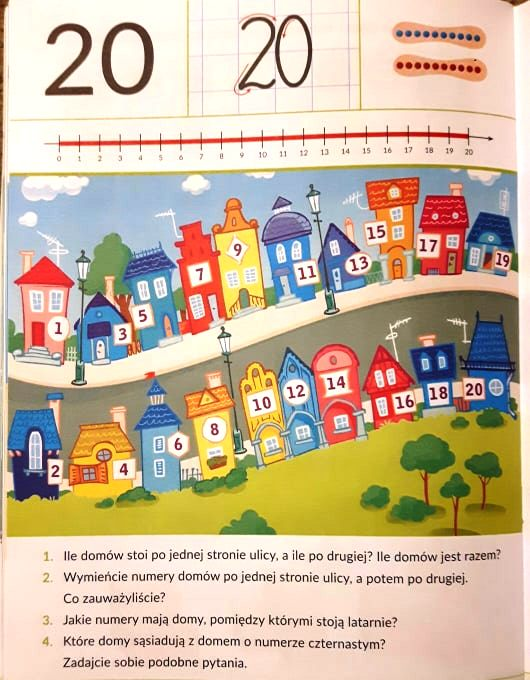 20 20
0 1 2 3 4 5 6 7 8 9 10 11 12 13 14 15 16 17 18 19 20
1 3 5 7 9 11 13 15 17 19
2 4 6 8 10 12 14 16 18 20
1. Ile domów stoi po jednej stronie ulicy, a ile po drugiej? Ile domów jest razem?
2. Wymieńcie numery domów po jednej stronie ulicy, a potem po drugiej.
Co zauważyliście?
3. Jakie numery mają domy, pomiędzy którymi stoją latarnie?
4. Które domy sąsiadują z domem o numerze czternastym?
Zadajcie sobie podobne pytania.